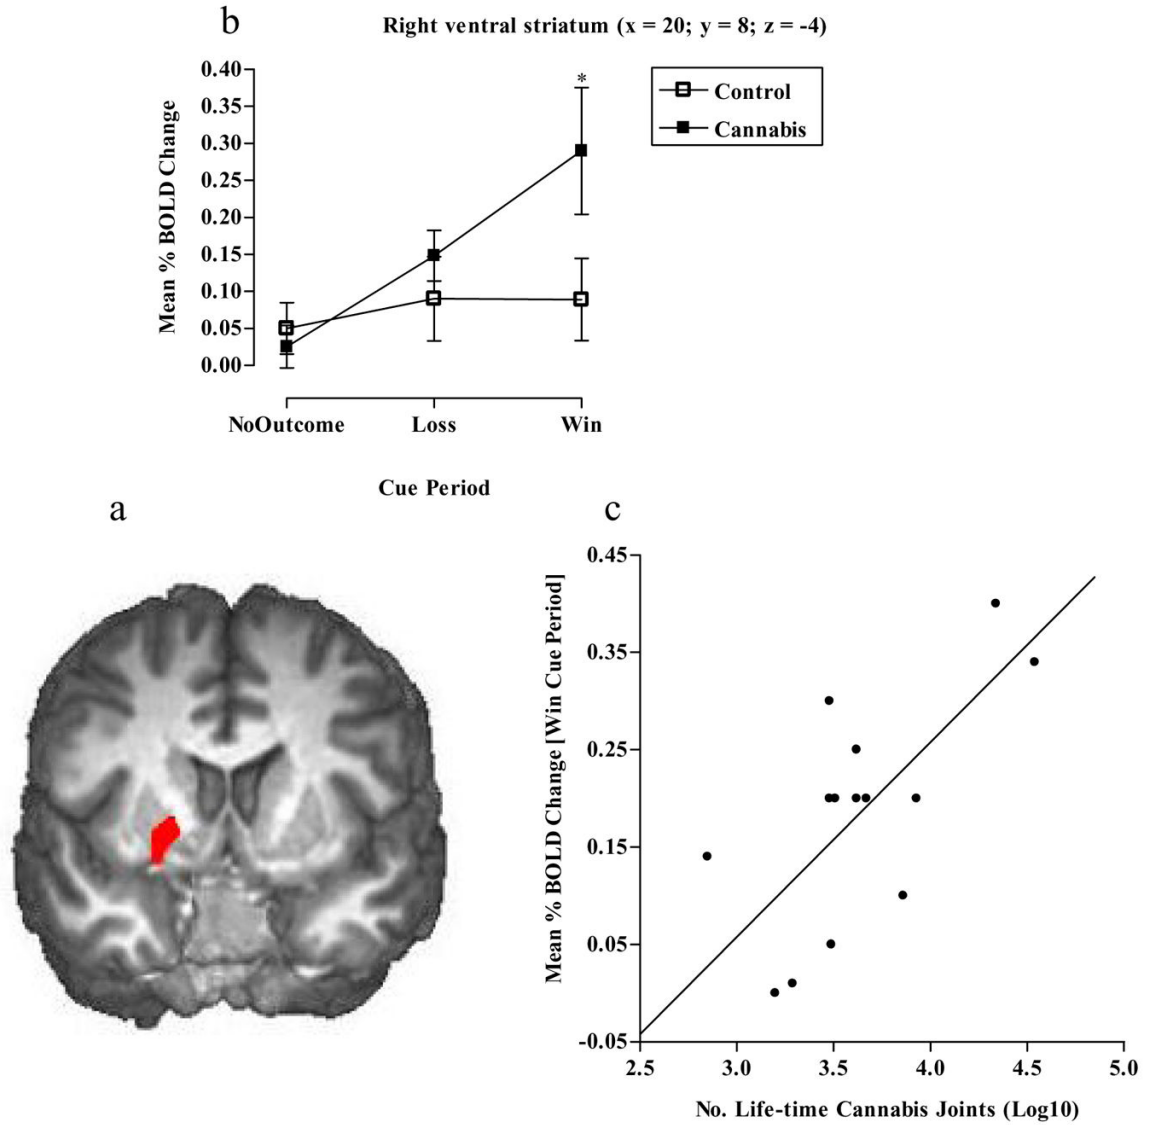 b
Right ventral striatum (x = 20; y = 8; z = -4)
Mean % BOLD Change
0.40
0.35
0.30
0.25
0.20
0.15
0.10
0.05
0.00
*
Control
Cannabis
NoOutcome Loss Win
Cue Period
a
c
Mean % BOLD Change [Win Cue Period]
0.45
0.35
0.25
0.15
0.05
-0.05
2.5 3.0 3.5 4.0 4.5 5.0
No. Life-time Cannabis Joints (Log10)